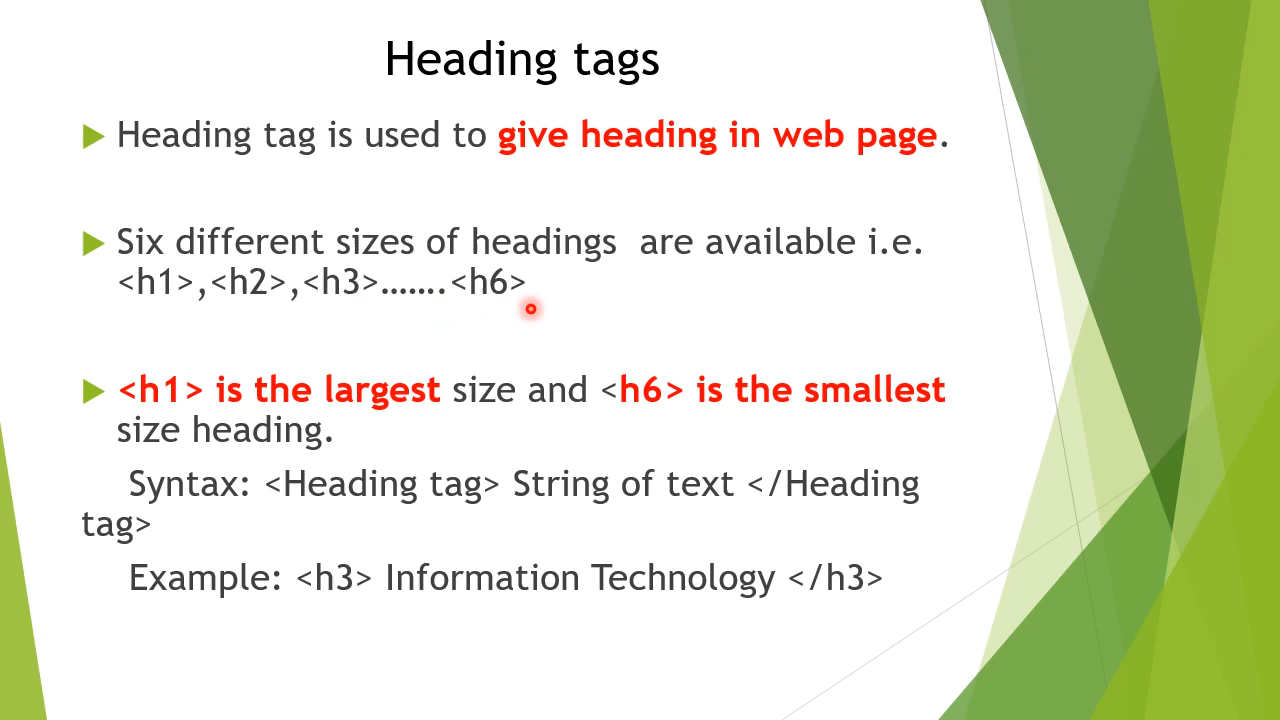 Heading tags
Heading tag is used to give heading in web page.
Six different sizes of headings  are available i.e.
<h1>,<h2>,<h3>…….<h6>
<h1> is the largest size and <h6> is the smallest
size heading.
Syntax: <Heading tag> String of text </Heading
tag>
Example: <h3> Information Technology </h3>